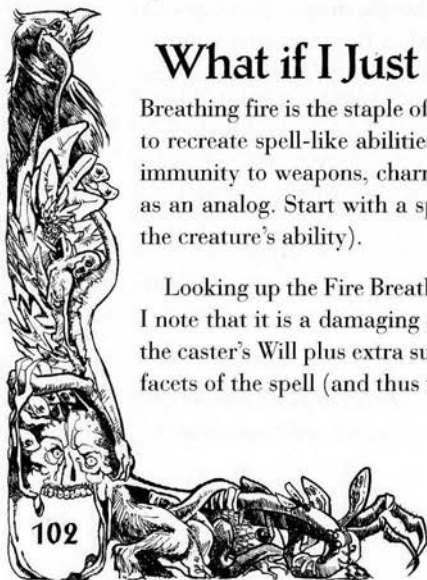 What if I Just
Breathing fire is the staple of
to recreate spell-like abilities
immunity to weapons, charm
as an analog. Start with a sp
the creature's ability).
Looking up the Fire Breath
I note that it is a damaging
the caster's Will plus extra su
facets of the spell (and thus
102